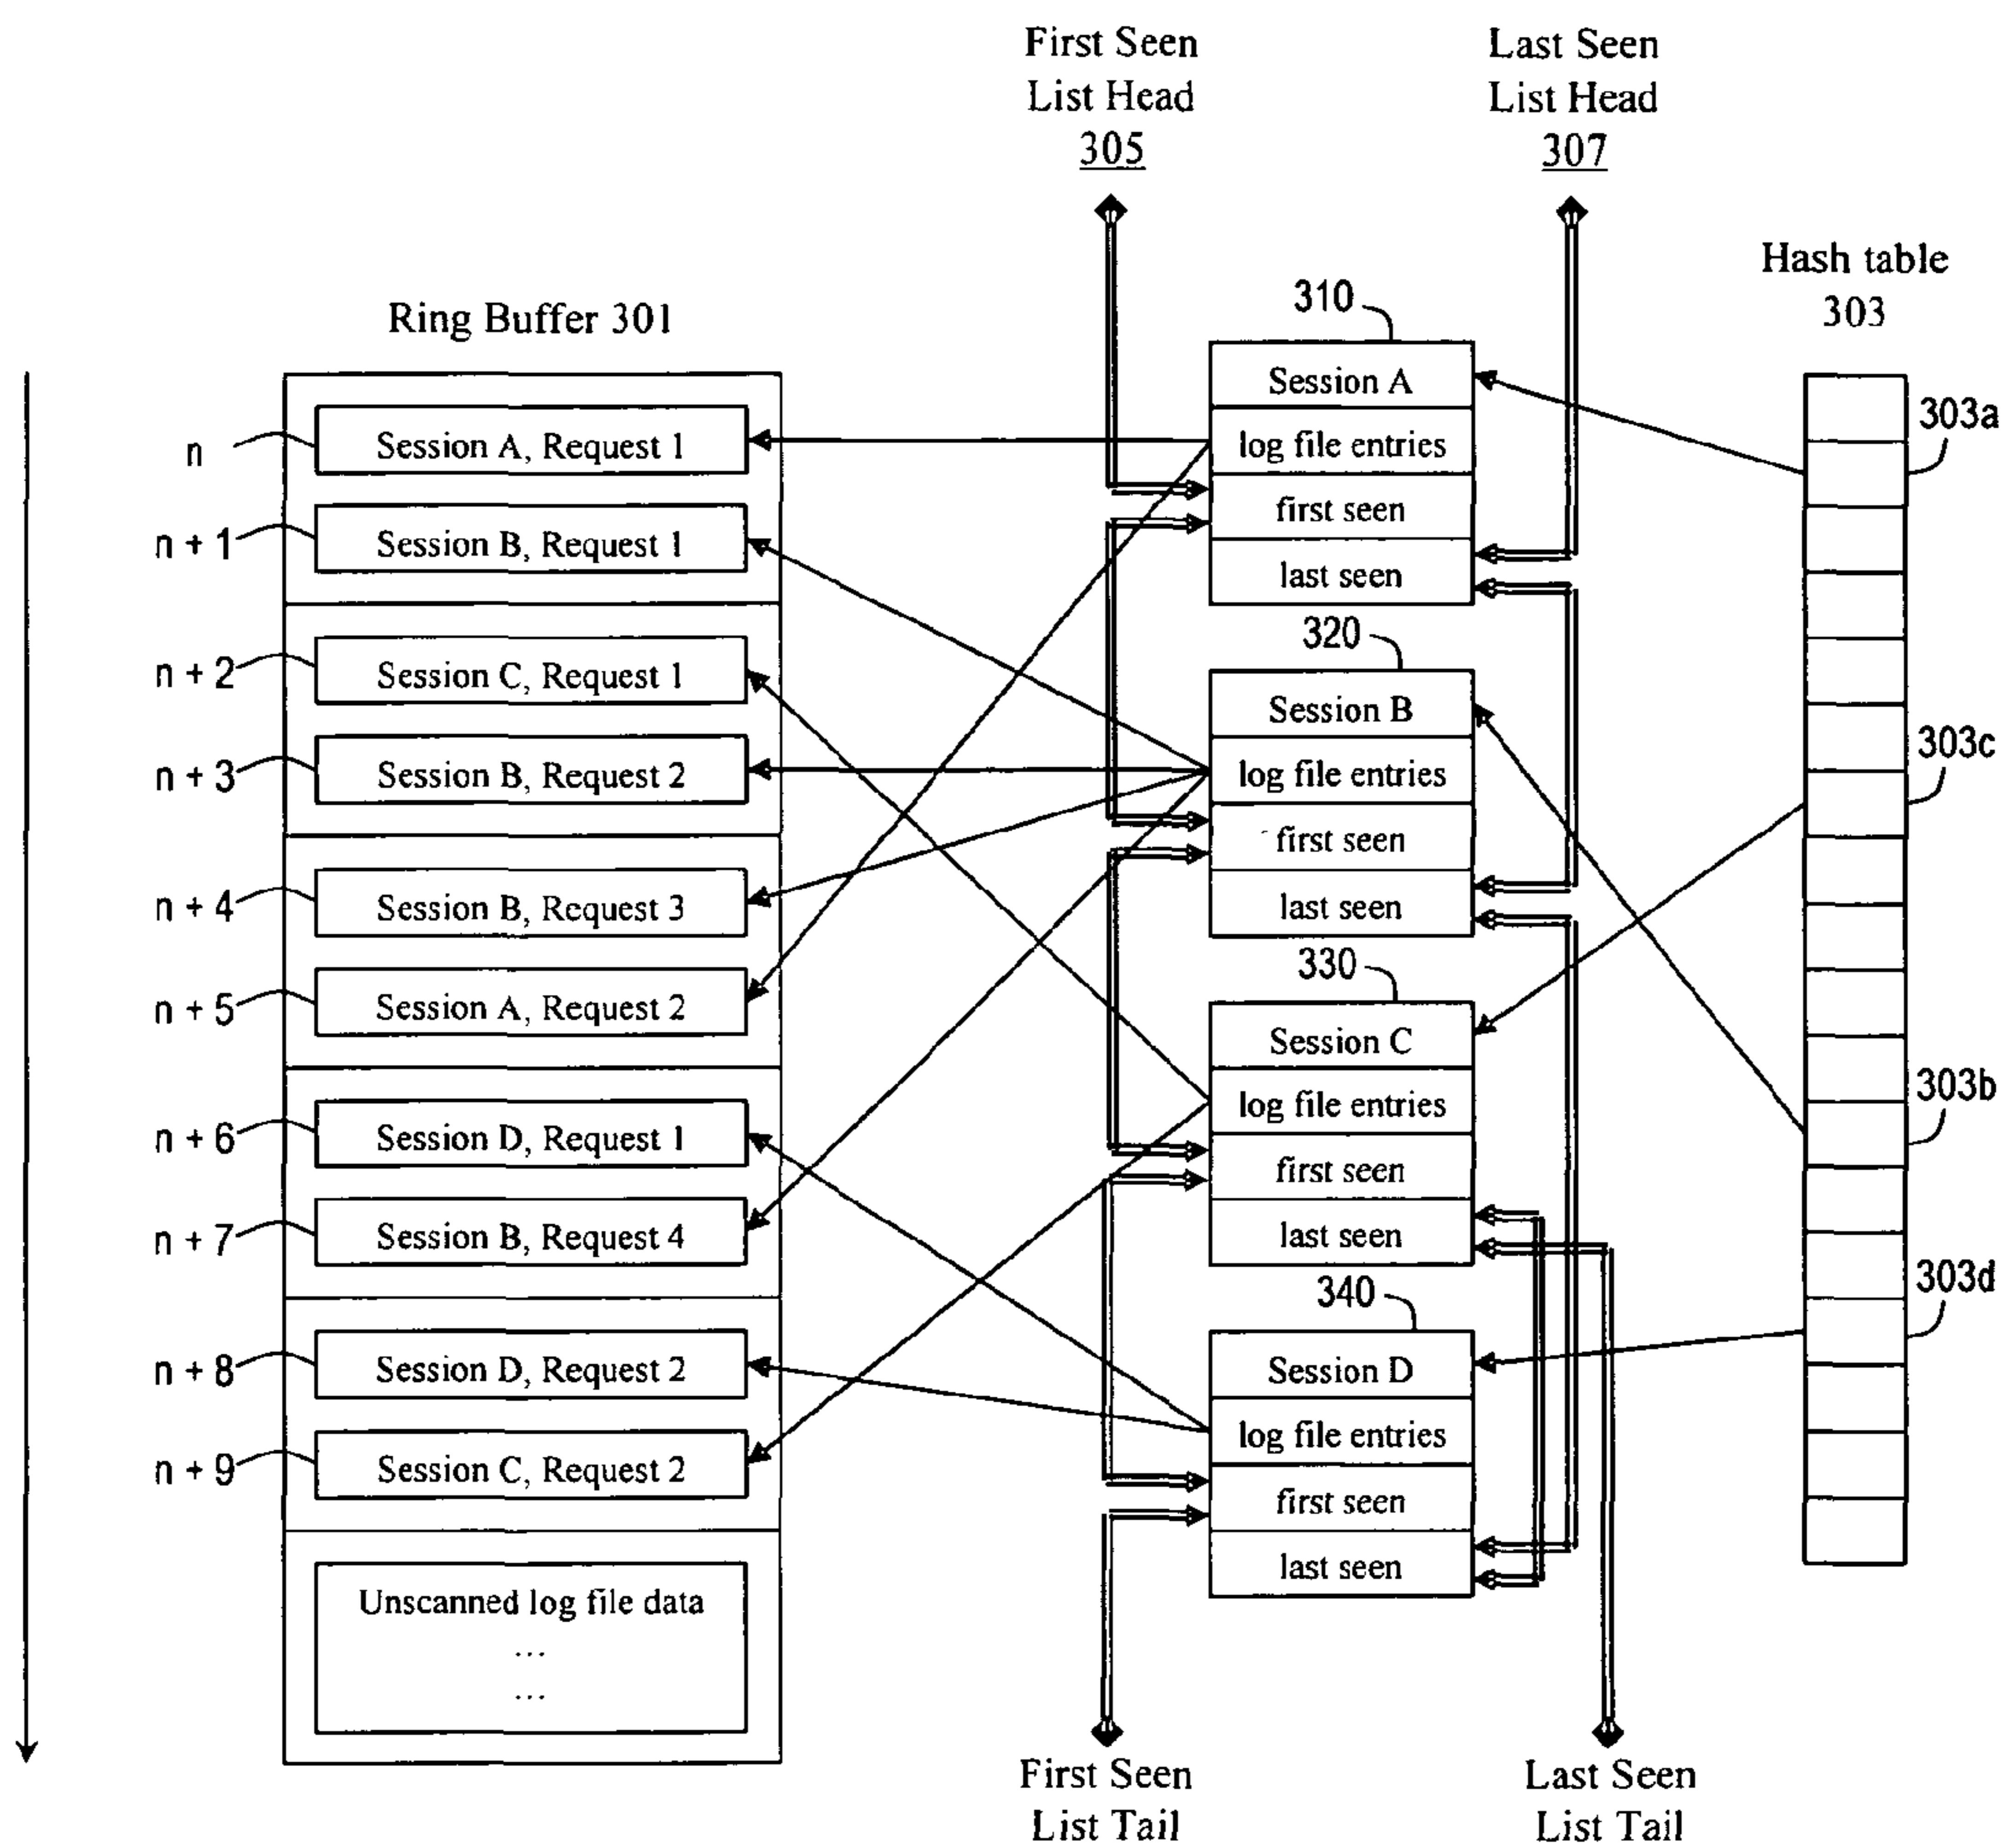 First Seen
List Head
305
Last Seen
List Head
307
Hash table
303
Ring Buffer 301
n
Session A, Request 1
n + 1
Session B, Request 1
n + 2
Session C, Request 1
n + 3
Session B, Request 2
n + 4
Session B, Request 3
n + 5
Session A, Request 2
n + 6
Session D, Request 1
n + 7
Session B, Request 4
n + 8
Session D, Request 2
n + 9
Session C, Request 2
Unscanned log file data
...
...
310
Session A
log file entries
first seen
last seen
320
Session B
log file entries
first seen
last seen
330
Session C
log file entries
first seen
last seen
340
Session D
log file entries
first seen
last seen
303a
303c
303b
303d
First Seen
List Tail
Last Seen
List Tail